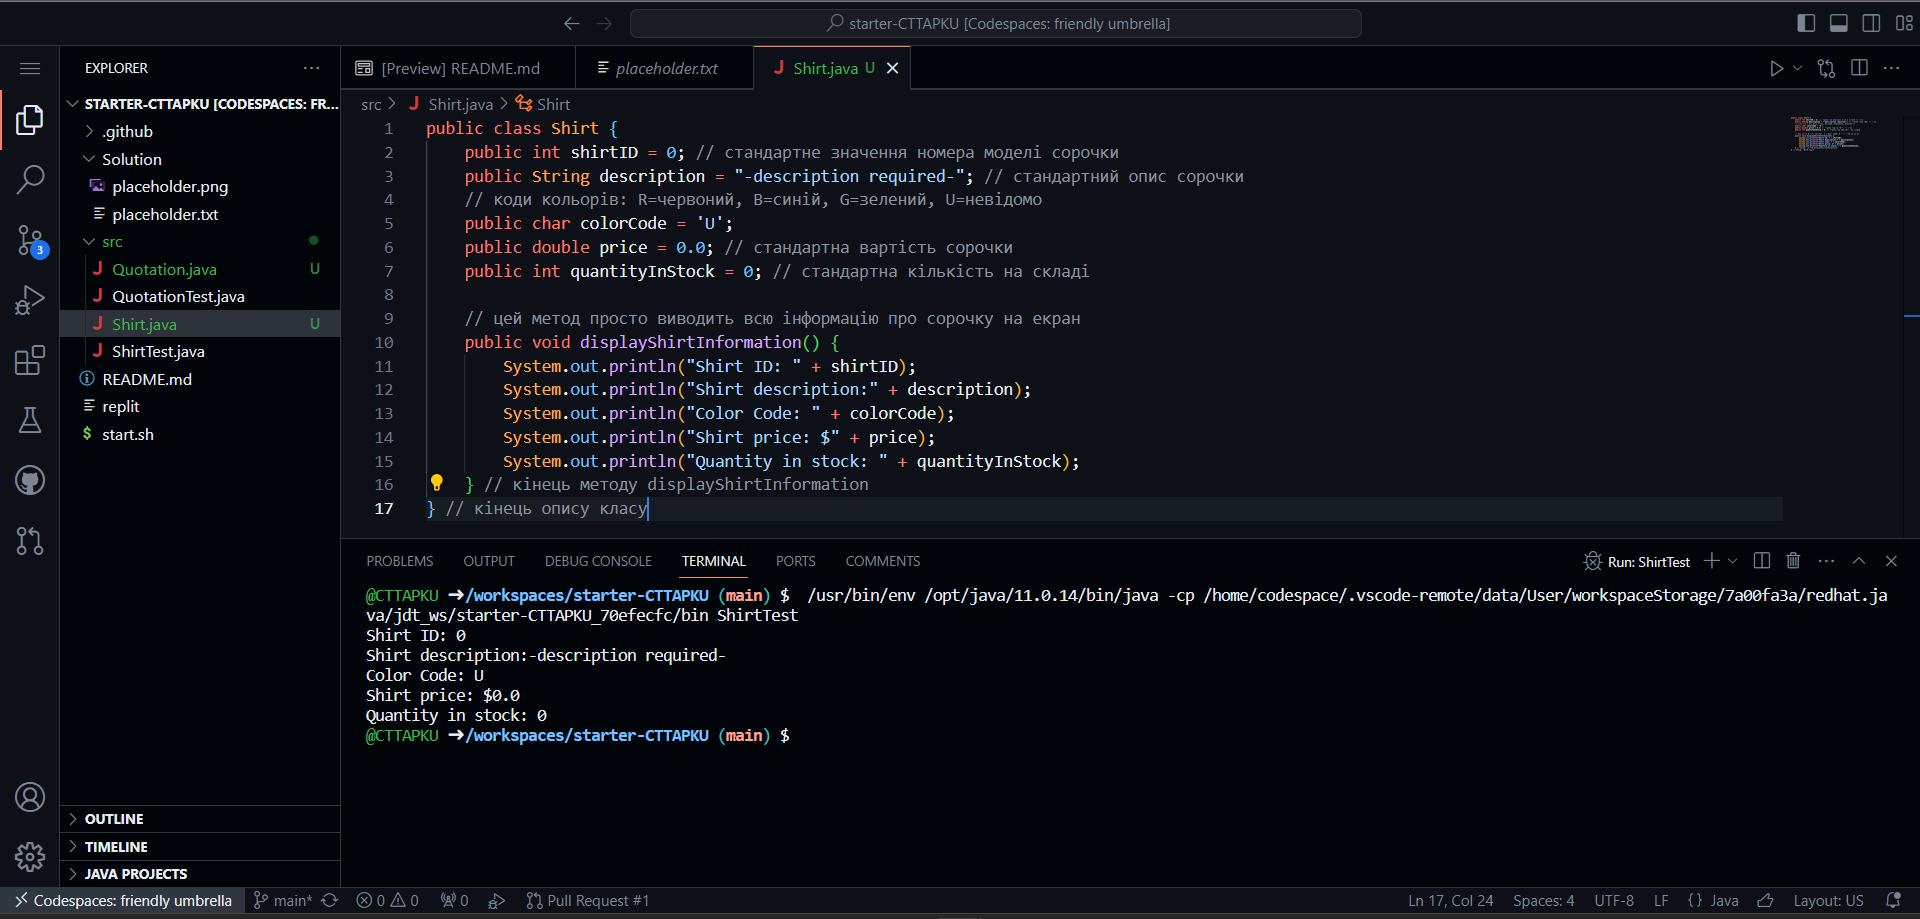 starter-CTTAPKU [Codespaces: friendly umbrella]
EXPLORER
[Preview] README.md
placeholder.txt
Shirt.java U
STARTER-CTTAPKU [CODESPACES: FR...
.github
Solution
placeholder.png
placeholder.txt
src
Quotation.java U
QuotationTest.java
Shirt.java U
ShirtTest.java
README.md
replit
start.sh
3
OUTLINE
TIMELINE
JAVA PROJECTS
src > Shirt.java > Shirt
1 public class Shirt {
2 public int shirtID = 0; // стандартне значення номера моделі сорочки
3 public String description = "-description required-"; // стандартний опис сорочки
4 // коди кольорів: R=червоний, B=синій, G=зелений, U=невідомо
5 public char colorCode = 'U';
6 public double price = 0.0; // стандартна вартість сорочки
7 public int quantityInStock = 0; // стандартна кількість на складі
8
9 // цей метод просто виводить всю інформацію про сорочку на екран
10 public void displayShirtInformation() {
11 System.out.println("Shirt ID: " + shirtID);
12 System.out.println("Shirt description:" + description);
13 System.out.println("Color Code: " + colorCode);
14 System.out.println("Shirt price: $" + price);
15 System.out.println("Quantity in stock: " + quantityInStock);
16 } // кінець методу displayShirtInformation
17 } // кінець опису класу
PROBLEMS OUTPUT DEBUG CONSOLE TERMINAL PORTS COMMENTS
Run: ShirtTest
@CTTAPKU ➜/workspaces/starter-CTTAPKU (main) $ /usr/bin/env /opt/java/11.0.14/bin/java -cp /home/codespace/.vscode-remote/data/User/workspaceStorage/7a00fa3a/redhat.ja
va/jdt_ws/starter-CTTAPKU_70efecfc/bin ShirtTest
Shirt ID: 0
Shirt description:-description required-
Color Code: U
Shirt price: $0.0
Quantity in stock: 0
@CTTAPKU ➜/workspaces/starter-CTTAPKU (main) $
Codespaces: friendly umbrella main* 0 0 0 Pull Request #1 Ln 17, Col 24 Spaces: 4 UTF-8 LF {} Java Layout: US